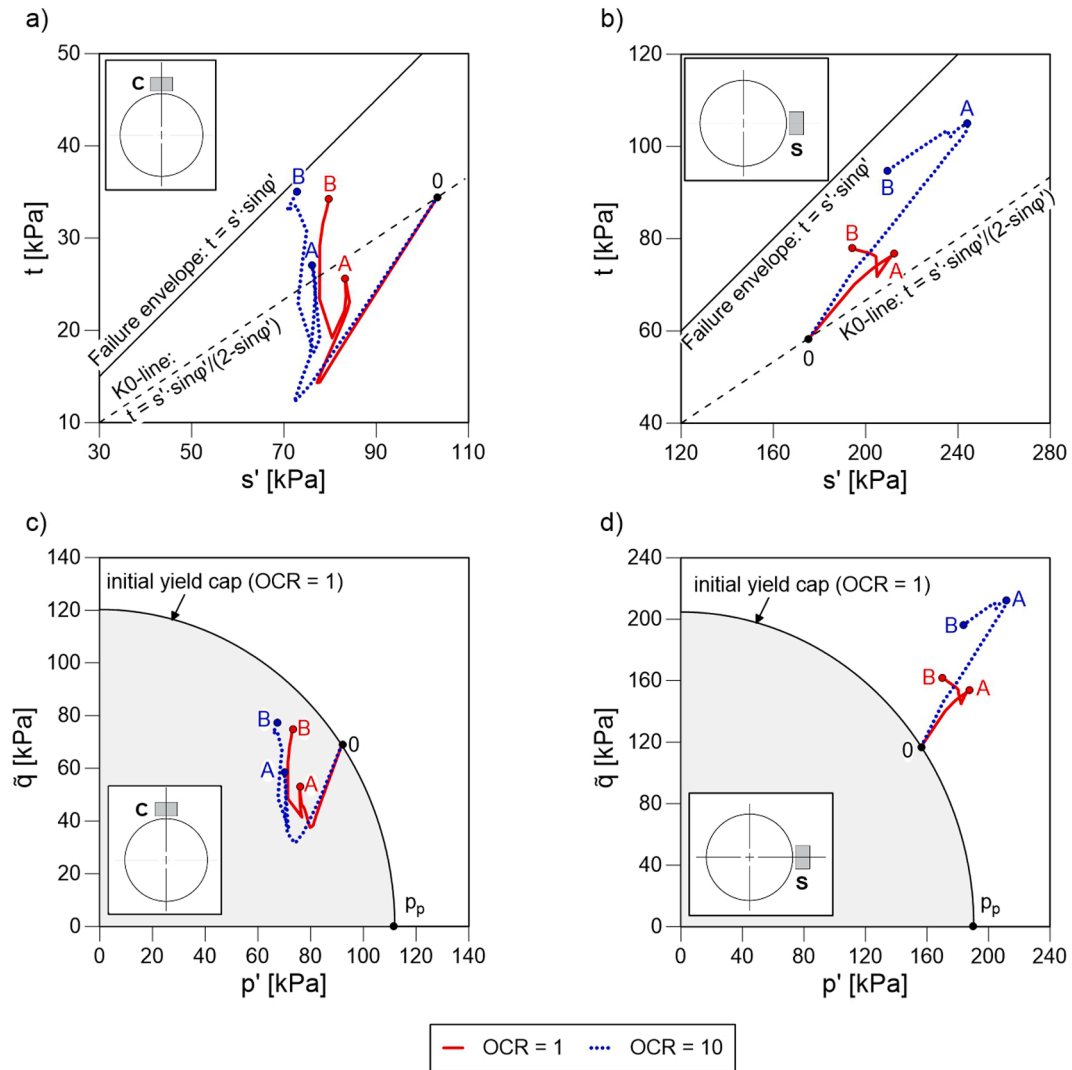 a)
50
40
30
20
10
t [kPa]
30
50
70
90
110
s' [kPa]
C
Failure envelope: t = s'·sinφ'
K0-line:
t = s'·sinφ'/(2-sinφ')
B
B
A
A
0
b)
120
100
80
60
40
t [kPa]
120
160
200
240
280
s' [kPa]
S
Failure envelope: t = s'·sinφ'
K0-line: t = s'·sinφ'/(2-sinφ')
A
B
B
A
0
c)
140
120
100
80
60
40
20
0
q̃ [kPa]
0
20
40
60
80
100
120
140
p' [kPa]
initial yield cap (OCR = 1)
B
B
A
A
0
C
pp
d)
240
200
160
120
80
40
0
q̃ [kPa]
0
40
80
120
160
200
240
p' [kPa]
initial yield cap (OCR = 1)
A
B
B
A
0
S
pp
OCR = 1
OCR = 10